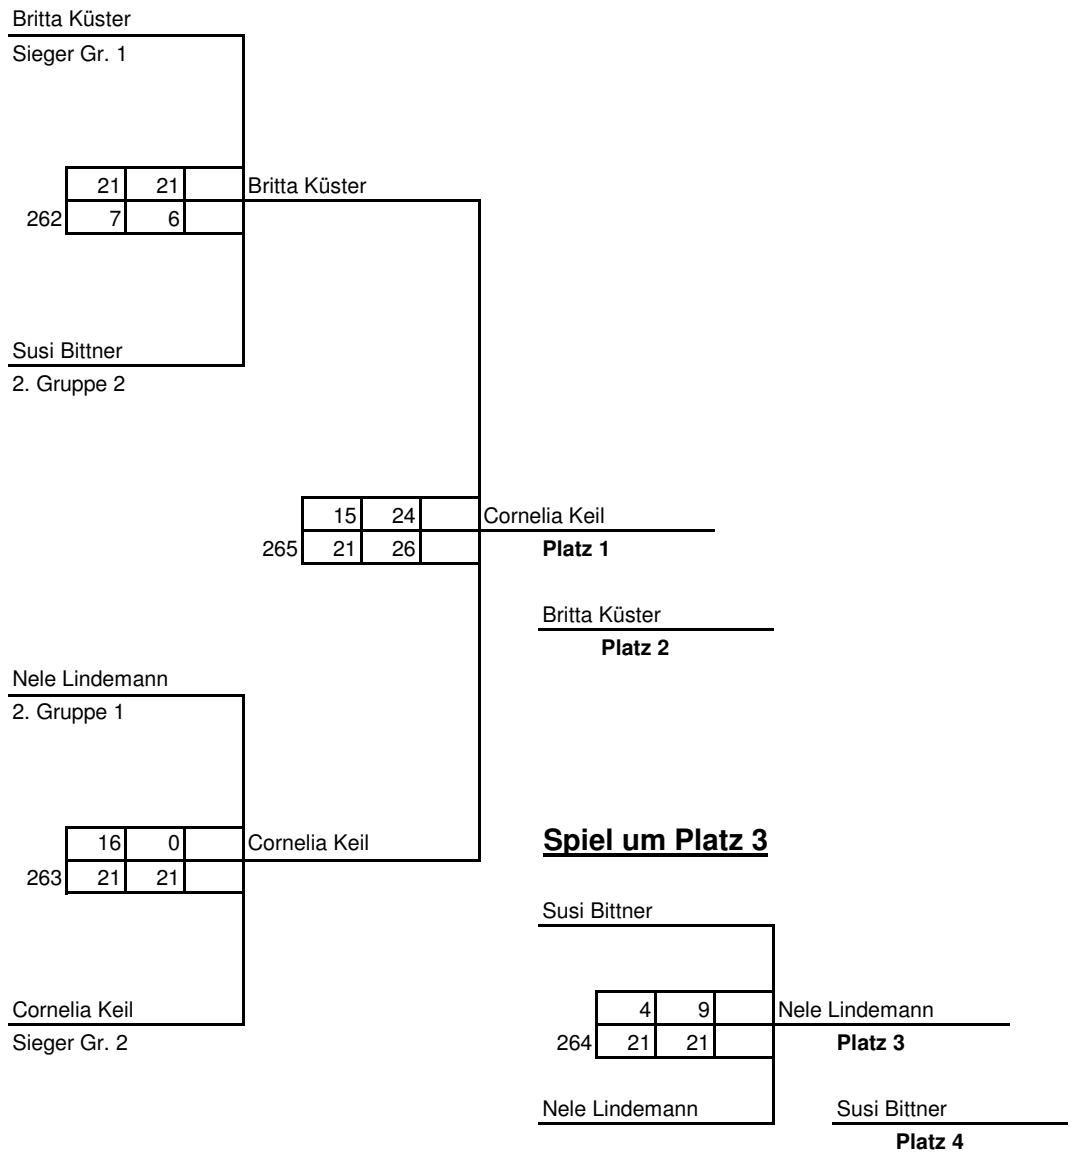 Britta Küster
Sieger Gr. 1
21 21 Britta Küster
262 7 6
Susi Bittner
2. Gruppe 2
15 24 Cornelia Keil
265 21 26 Platz 1
Britta Küster
Platz 2
Nele Lindemann
2. Gruppe 1
16 0 Cornelia Keil
263 21 21
Spiel um Platz 3
Susi Bittner
Cornelia Keil
Sieger Gr. 2
4 9 Nele Lindemann
264 21 21 Platz 3
Nele Lindemann
Susi Bittner
Platz 4